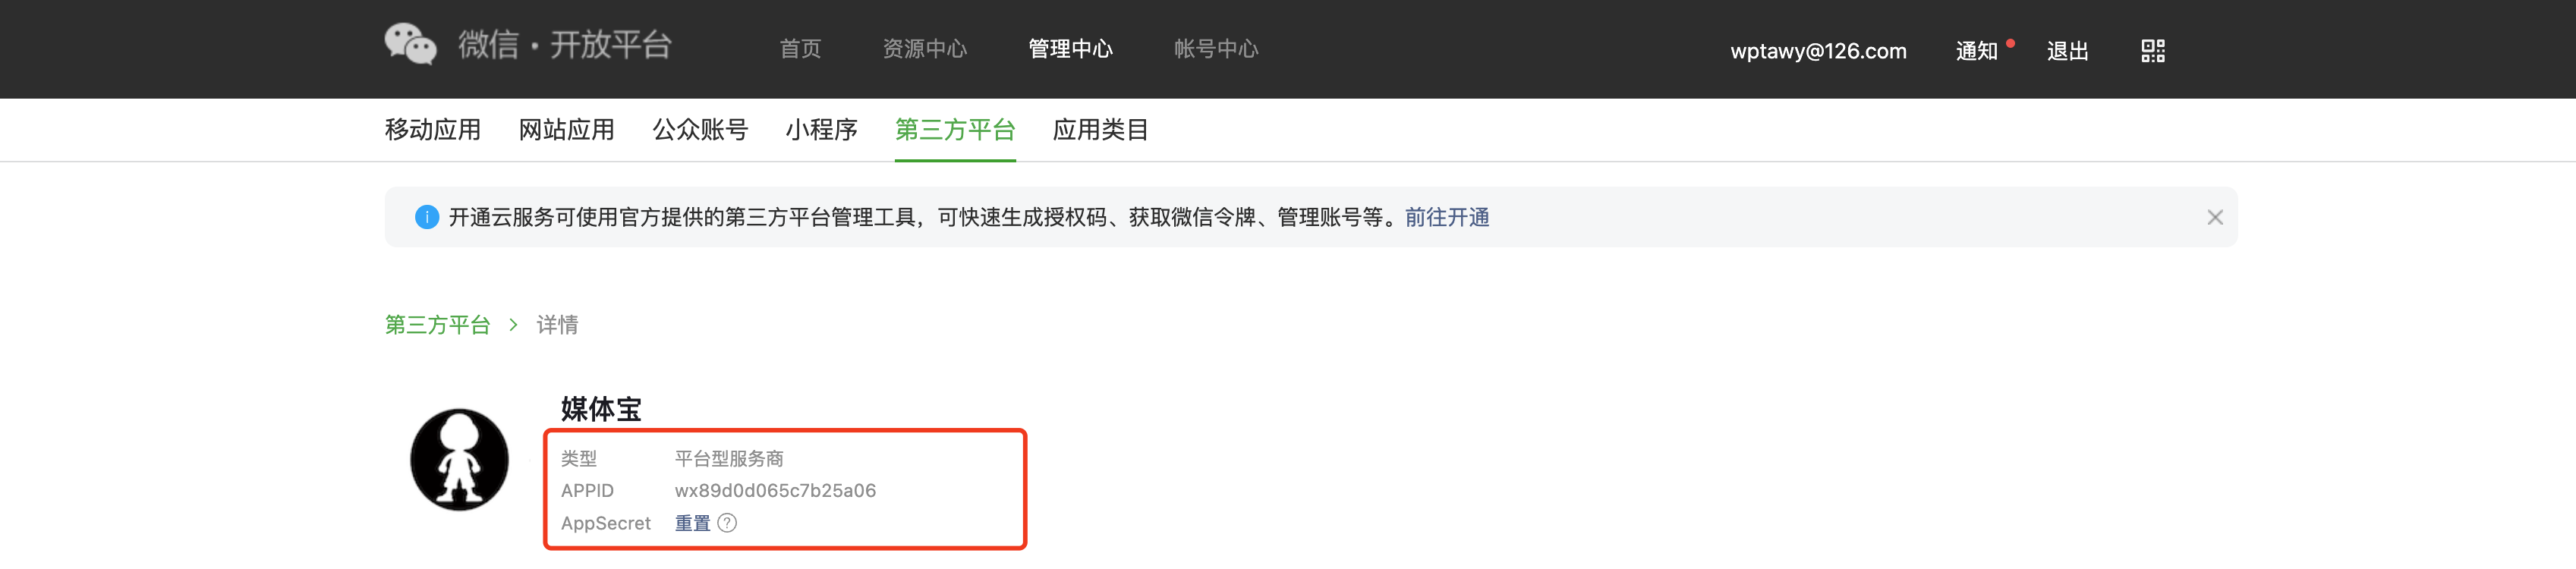 微信·开放平台 首页 资源中心 管理中心 帐号中心 wptawy@126.com 通知 退出
移动应用 网站应用 公众账号 小程序 第三方平台 应用类目
开通云服务可使用官方提供的第三方平台管理工具，可快速生成授权码、获取微信令牌、管理账号等。前往开通
第三方平台 > 详情
媒体宝
类型 平台型服务商
APPID wx89d0d065c7b25a06
AppSecret 重置 ?